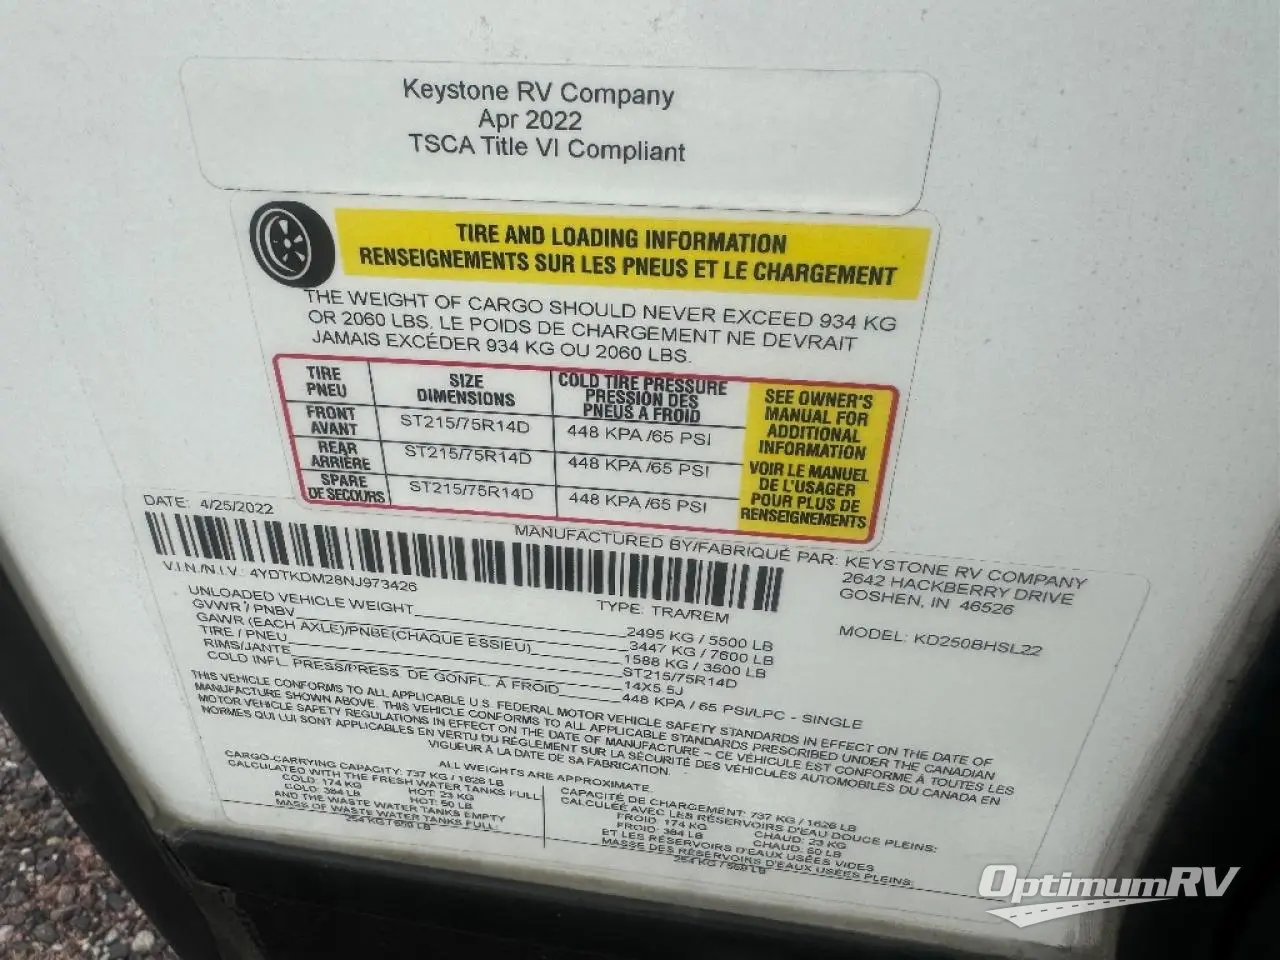 Keystone RV Company
Apr 2022
TSCA Title VI Compliant
TIRE AND LOADING INFORMATION
RENSEIGNEMENTS SUR LES PNEUS ET LE CHARGEMENT
THE WEIGHT OF CARGO SHOULD NEVER EXCEED 934 KG
OR 2060 LBS. LE POIDS DE CHARGEMENT NE DEVRAIT
JAMAIS EXCÉDER 934 KG OU 2060 LBS.
TIRE
PNEU
SIZE
DIMENSIONS
COLD TIRE PRESSURE
PRESSION DES
PNEUS A FROID
FRONT
AVANT
ST215/75R14D
448 KPA /65 PSI
REAR
ARRIÈRE
ST215/75R14D
448 KPA /65 PSI
SPARE
DE SECOURS
ST215/75R14D
448 KPA /65 PSI
SEE OWNER'S
MANUAL FOR
ADDITIONAL
INFORMATION
VOIR LE MANUEL
DE L'USAGER
POUR PLUS DE
RENSEIGNEMENTS
DATE: 4/25/2022
MANUFACTURED BY/FABRIQUÉ PAR: KEYSTONE RV COMPANY
2642 HACKBERRY DRIVE
GOSHEN, IN 46526
V.I.N./N.I.V.: 4YDTKDM28NJ973426
TYPE: TRA/REM
MODEL: KD250BHSL22
UNLOADED VEHICLE WEIGHT 2495 KG / 5500 LB
GVWR / PNBV 3447 KG / 7600 LB
GAWR (EACH AXLE)/PNBE(CHAQUE ESSIEU) 1588 KG / 3500 LB
TIRE / PNEU ST215/75R14D
RIMS/JANTE 14X5.5J
COLD INFL. PRESS/PRESS. DE GONFL. À FROID 448 KPA / 65 PSI/LPC - SINGLE
THIS VEHICLE CONFORMS TO ALL APPLICABLE U.S. FEDERAL MOTOR VEHICLE SAFETY STANDARDS IN EFFECT ON THE DATE OF
MANUFACTURE SHOWN ABOVE. THIS VEHICLE CONFORMS TO ALL APPLICABLE STANDARDS PRESCRIBED UNDER THE CANADIAN
MOTOR VEHICLE SAFETY REGULATIONS IN EFFECT ON THE DATE OF MANUFACTURE – CE VÉHICULE EST CONFORME À TOUTES LES
NORMES QUI LUI SONT APPLICABLES EN VERTU DU RÈGLEMENT SUR LA SÉCURITÉ DES VÉHICULES AUTOMOBILES DU CANADA EN
VIGUEUR À LA DATE DE SA FABRICATION.
ALL WEIGHTS ARE APPROXIMATE.
CARGO-CARRYING CAPACITY: 737 KG / 1626 LB
CALCULATED WITH THE FRESH WATER TANKS FULL
COLD: 174 KG HOT: 23 KG
COLD: 384 LB HOT: 50 LB
AND THE WASTE WATER TANKS EMPTY
MASS OF WASTE WATER TANKS FULL:
CAPACITÉ DE CHARGEMENT: 737 KG / 1626 LB
CALCULÉE AVEC LES RÉSERVOIRS D'EAU DOUCE PLEINS:
FROID: 174 KG CHAUD: 23 KG
FROID: 384 LB CHAUD: 50 LB
ET LES RÉSERVOIRS D'EAUX USÉES VIDES
MASSE DES RÉSERVOIRS D'EAUX USÉES PLEINS:
OptimumRV